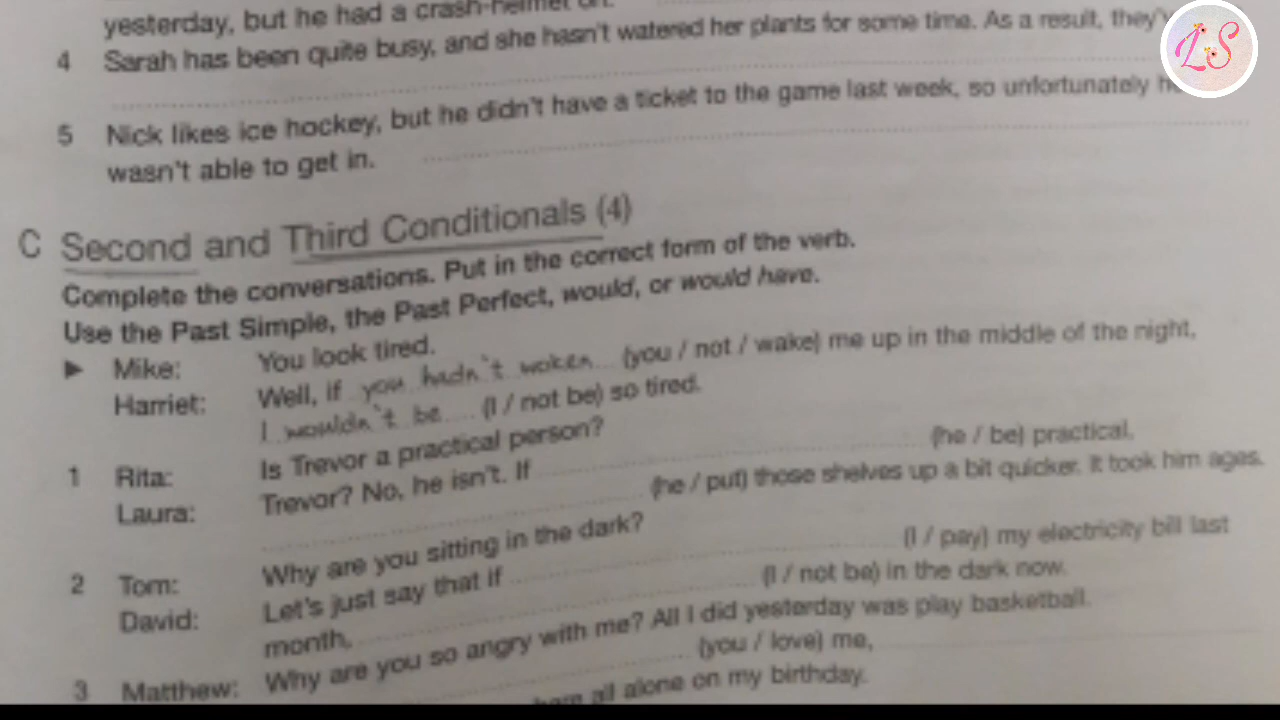 yesterday, but he had a crash-helmet on.
4 Sarah has been quite busy, and she hasn't watered her plants for some time. As a result,
LS
5 Nick likes ice hockey, but he didn't have a ticket to the game last week, so unfortunately
wasn't able to get in.
C Second and Third Conditionals (4)
Complete the conversations. Put in the correct form of the verb.
Use the Past Simple, the Past Perfect, would, or would have.
▶ Mike: You look tired.
Harriet: Well, if you hadn't woken (you / not / wake) me up in the middle of the night,
I wouldn't be (I / not be) so tired.
1 Rita: Is Trevor a practical person?
Laura: Trevor? No, he isn't. If (he / be) practical,
(he / put) those shelves up a bit quicker. It took him ages.
2 Tom: Why are you sitting in the dark?
David: Let's just say that if (I / pay) my electricity bill last
month, (I / not be) in the dark now.
3 Matthew: Why are you so angry with me? All I did yesterday was play basketball.
(you / love) me,
all alone on my birthday.